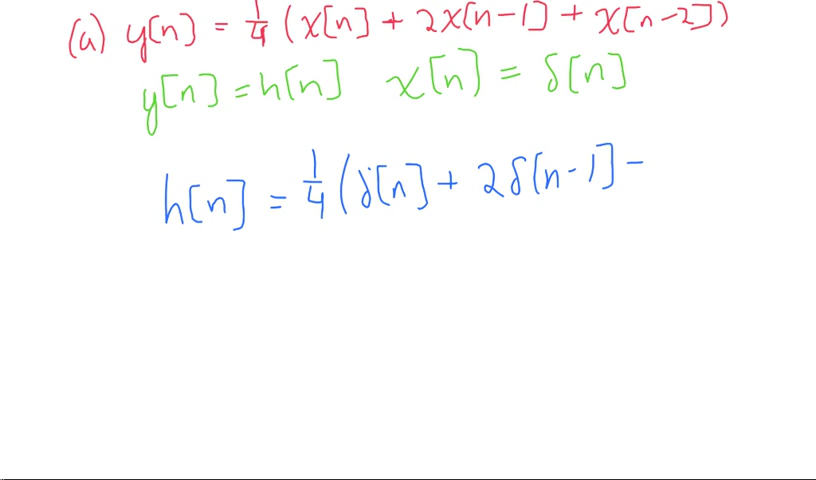 (a) y[n] = 1/4 (x[n] + 2x[n-1] + x[n-2])
y[n] = h[n] x[n] = δ[n]
h[n] = 1/4 (δ[n] + 2δ[n-1] -